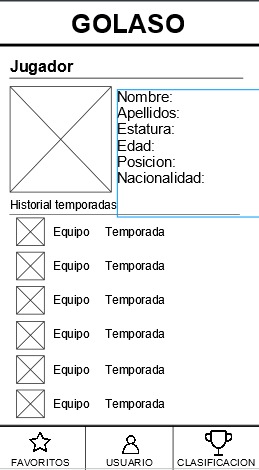 GOLASO
Jugador
Nombre:
Apellidos:
Estatura:
Edad:
Posicion:
Nacionalidad:
Historial temporadas
Equipo Temporada
Equipo Temporada
Equipo Temporada
Equipo Temporada
Equipo Temporada
Equipo Temporada
FAVORITOS USUARIO CLASIFICACION